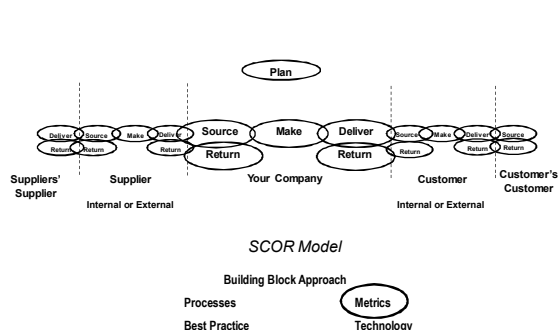 Plan
Deliver Source Make Deliver Source Make Deliver Source Make Deliver Source
Return Return Return Return Return Return Return Return Return
Suppliers' Supplier Your Company Customer Customer's
Supplier Customer
Internal or External Internal or External
SCOR Model
Building Block Approach
Processes Metrics
Best Practice Technology